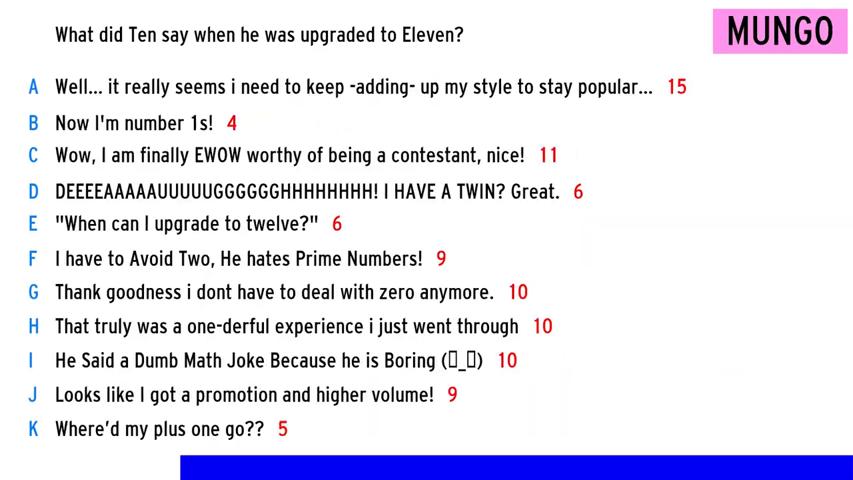 What did Ten say when he was upgraded to Eleven?
MUNGO
A Well... it really seems i need to keep -adding- up my style to stay popular... 15
B Now I'm number 1s! 4
C Wow, I am finally EWOW worthy of being a contestant, nice! 11
D DEEEEAAAAAUUUUUGGGGGGHHHHHHHH! I HAVE A TWIN? Great. 6
E "When can I upgrade to twelve?" 6
F I have to Avoid Two, He hates Prime Numbers! 9
G Thank goodness i dont have to deal with zero anymore. 10
H That truly was a one-derful experience i just went through 10
I He Said a Dumb Math Joke Because he is Boring (▯_▯) 10
J Looks like I got a promotion and higher volume! 9
K Where'd my plus one go?? 5